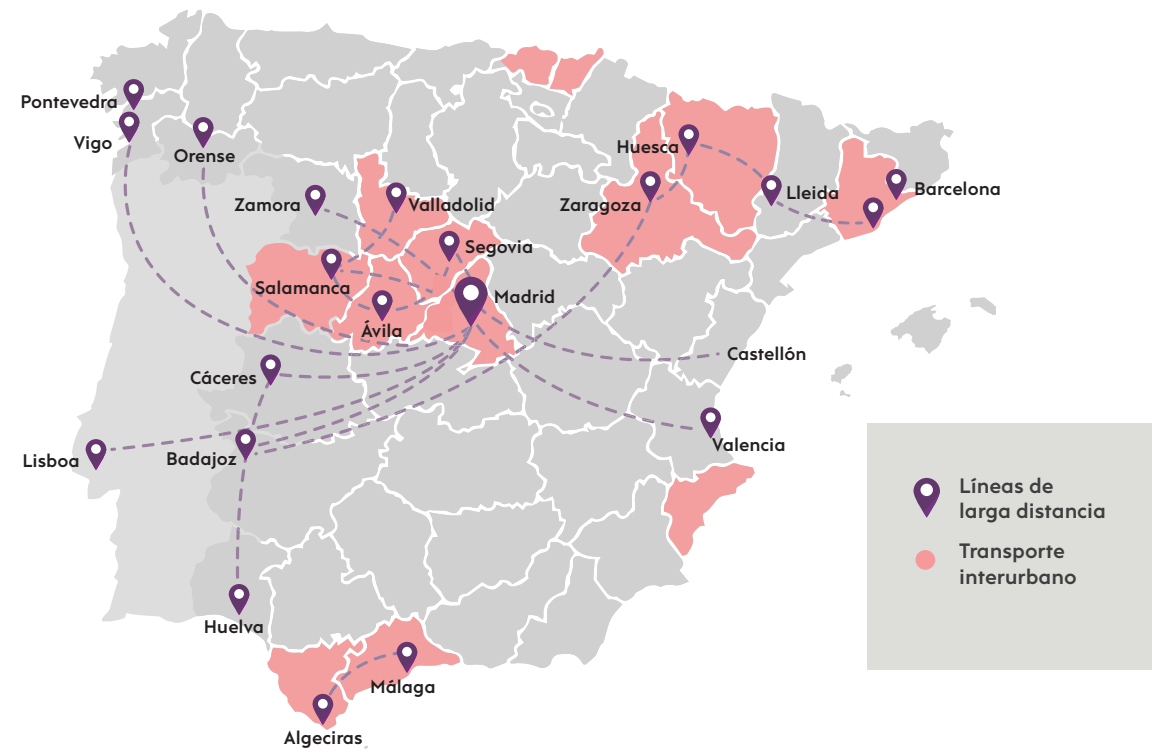 Pontevedra
Vigo
Orense
Huesca
Zamora
Valladolid
Zaragoza
Lleida
Barcelona
Segovia
Salamanca
Madrid
Ávila
Castellón
Cáceres
Valencia
Lisboa
Badajoz
Huelva
Málaga
Algeciras
Líneas de
larga distancia
Transporte
interurbano